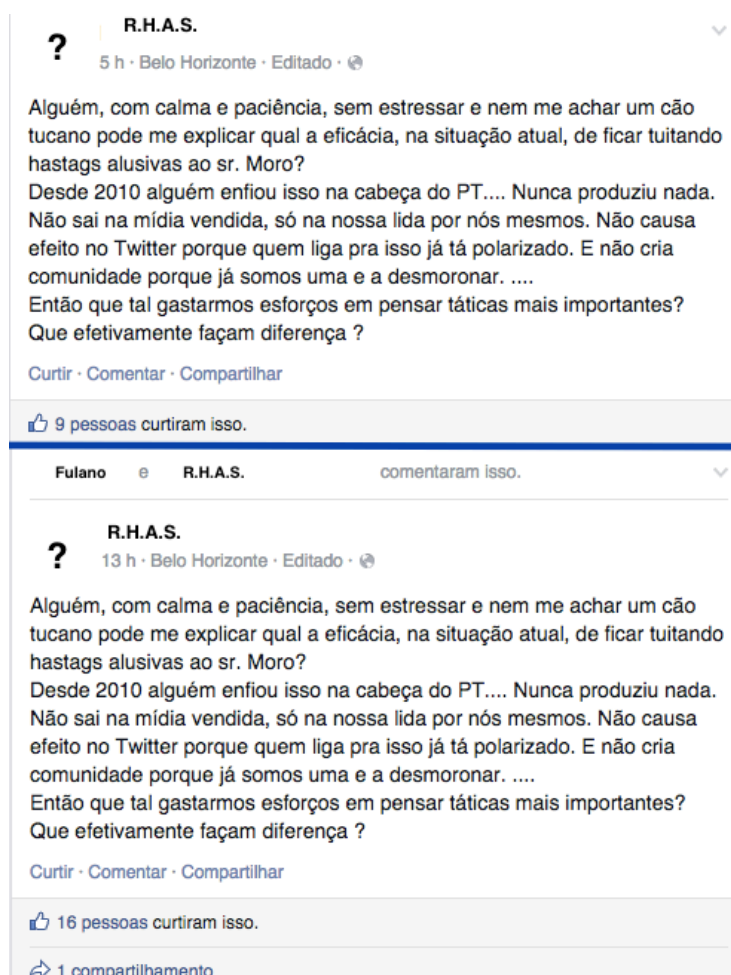 R.H.A.S.
?
5 h · Belo Horizonte · Editado ·
Alguém, com calma e paciência, sem estressar e nem me achar um cão
tucano pode me explicar qual a eficácia, na situação atual, de ficar tuitando
hastags alusivas ao sr. Moro?
Desde 2010 alguém enfiou isso na cabeça do PT.... Nunca produziu nada.
Não sai na mídia vendida, só na nossa lida por nós mesmos. Não causa
efeito no Twitter porque quem liga pra isso já tá polarizado. E não cria
comunidade porque já somos uma e a desmoronar. ....
Então que tal gastarmos esforços em pensar táticas mais importantes?
Que efetivamente façam diferença ?
Curtir · Comentar · Compartilhar
9 pessoas curtiram isso.
Fulano e R.H.A.S. comentaram isso.
R.H.A.S.
?
13 h · Belo Horizonte · Editado ·
Alguém, com calma e paciência, sem estressar e nem me achar um cão
tucano pode me explicar qual a eficácia, na situação atual, de ficar tuitando
hastags alusivas ao sr. Moro?
Desde 2010 alguém enfiou isso na cabeça do PT.... Nunca produziu nada.
Não sai na mídia vendida, só na nossa lida por nós mesmos. Não causa
efeito no Twitter porque quem liga pra isso já tá polarizado. E não cria
comunidade porque já somos uma e a desmoronar. ....
Então que tal gastarmos esforços em pensar táticas mais importantes?
Que efetivamente façam diferença ?
Curtir · Comentar · Compartilhar
16 pessoas curtiram isso.
1 compartilhamento